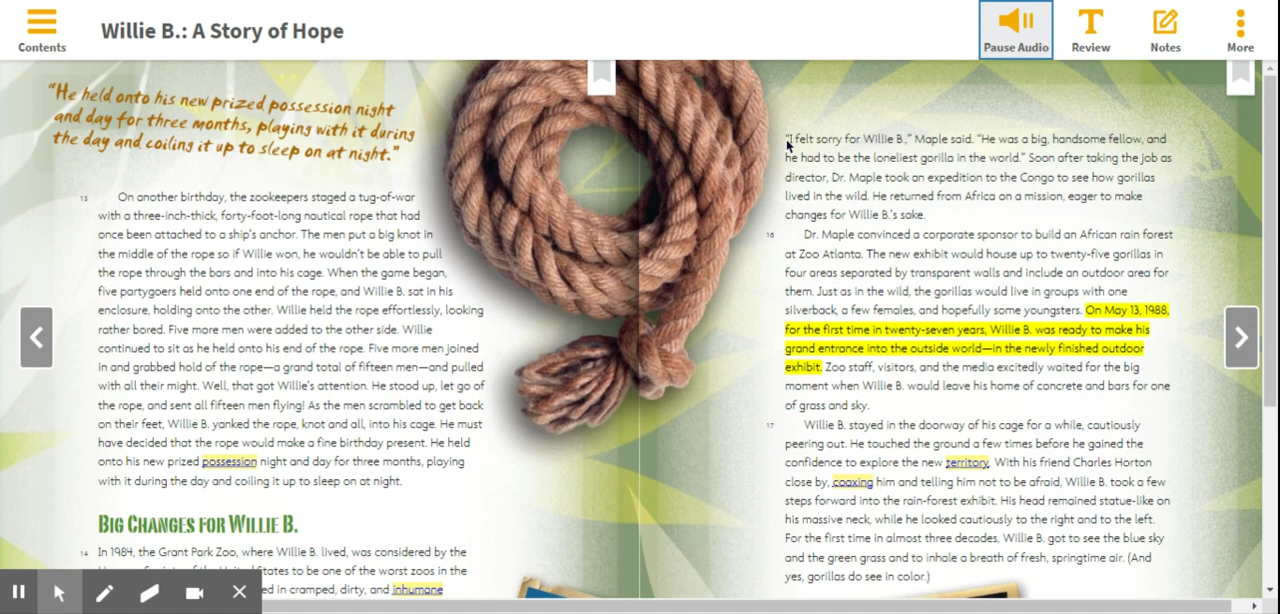 Contents
Willie B.: A Story of Hope
Pause Audio
Review
Notes
More
"He held onto his new prized possession night
and day for three months, playing with it during
the day and coiling it up to sleep on at night."
13 On another birthday, the zookeepers staged a tug-of-war
with a three-inch-thick, forty-foot-long nautical rope that had
once been attached to a ship's anchor. The men put a big knot in
the middle of the rope so if Willie won, he wouldn't be able to pull
the rope through the bars and into his cage. When the game began,
five partygoers held onto one end of the rope, and Willie B. sat in his
enclosure, holding onto the other. Willie held the rope effortlessly, looking
rather bored. Five more men were added to the other side. Willie
continued to sit as he held onto his end of the rope. Five more men joined
in and grabbed hold of the rope—a grand total of fifteen men—and pulled
with all their might. Well, that got Willie's attention. He stood up, let go of
the rope, and sent all fifteen men flying! As the men scrambled to get back
on their feet, Willie B. yanked the rope, knot and all, into his cage. He must
have decided that the rope would make a fine birthday present. He held
onto his new prized possession night and day for three months, playing
with it during the day and coiling it up to sleep on at night.
BIG CHANGES FOR WILLIE B.
14 In 1984, the Grant Park Zoo, where Willie B. lived, was considered by the
States to be one of the worst zoos in the
in cramped, dirty, and inhumane
"I felt sorry for Willie B.," Maple said. "He was a big, handsome fellow, and
he had to be the loneliest gorilla in the world." Soon after taking the job as
director, Dr. Maple took an expedition to the Congo to see how gorillas
lived in the wild. He returned from Africa on a mission, eager to make
changes for Willie B.'s sake.
16 Dr. Maple convinced a corporate sponsor to build an African rain forest
at Zoo Atlanta. The new exhibit would house up to twenty-five gorillas in
four areas separated by transparent walls and include an outdoor area for
them. Just as in the wild, the gorillas would live in groups with one
silverback, a few females, and hopefully some youngsters. On May 13, 1988,
for the first time in twenty-seven years, Willie B. was ready to make his
grand entrance into the outside world—in the newly finished outdoor
exhibit. Zoo staff, visitors, and the media excitedly waited for the big
moment when Willie B. would leave his home of concrete and bars for one
of grass and sky.
17 Willie B. stayed in the doorway of his cage for a while, cautiously
peering out. He touched the ground a few times before he gained the
confidence to explore the new territory. With his friend Charles Horton
close by, coaxing him and telling him not to be afraid, Willie B. took a few
steps forward into the rain-forest exhibit. His head remained statue-like on
his massive neck, while he looked cautiously to the right and to the left.
For the first time in almost three decades, Willie B. got to see the blue sky
and the green grass and to inhale a breath of fresh, springtime air. (And
yes, gorillas do see in color.)